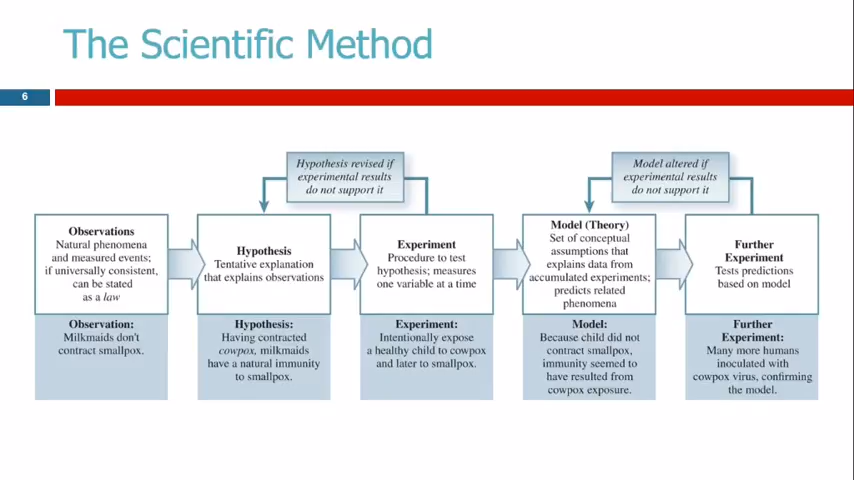 The Scientific Method
6
Hypothesis revised if
experimental results
do not support it
Model altered if
experimental results
do not support it
Observations
Natural phenomena
and measured events;
if universally consistent,
can be stated
as a law
Hypothesis
Tentative explanation
that explains observations
Experiment
Procedure to test
hypothesis; measures
one variable at a time
Model (Theory)
Set of conceptual
assumptions that
explains data from
accumulated experiments;
predicts related
phenomena
Further
Experiment
Tests predictions
based on model
Observation:
Milkmaids don't
contract smallpox.
Hypothesis:
Having contracted
cowpox, milkmaids
have a natural immunity
to smallpox.
Experiment:
Intentionally expose
a healthy child to cowpox
and later to smallpox.
Model:
Because child did not
contract smallpox,
immunity seemed to
have resulted from
cowpox exposure.
Further
Experiment:
Many more humans
inoculated with
cowpox virus, confirming
the model.